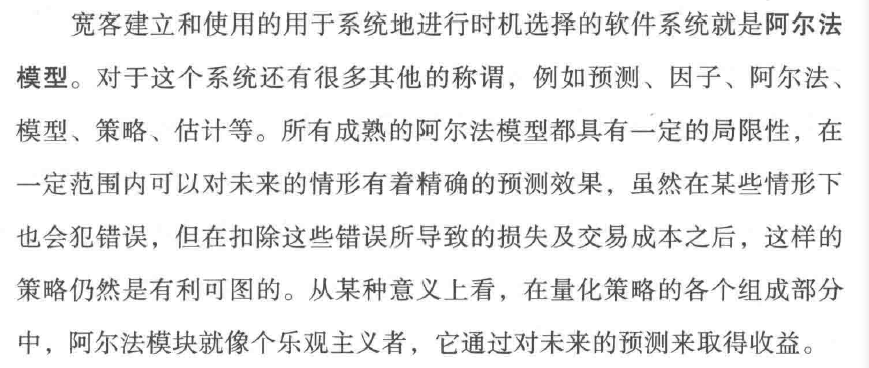 宽客建立和使用的用于系统地进行时机选择的软件系统就是阿尔法
模型。对于这个系统还有很多其他的称谓，例如预测、因子、阿尔法、
模型、策略、估计等。所有成熟的阿尔法模型都具有一定的局限性，在
一定范围内可以对未来的情形有着精确的预测效果，虽然在某些情形下
也会犯错误，但在扣除这些错误所导致的损失及交易成本之后，这样的
策略仍然是有利可图的。从某种意义上看，在量化策略的各个组成部分
中，阿尔法模块就像个乐观主义者，它通过对未来的预测来取得收益。